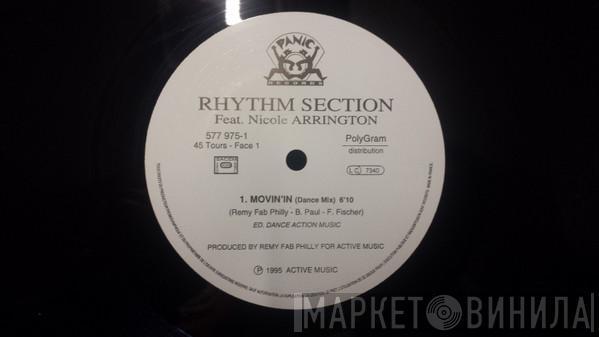 PANIC
RECORDS
RHYTHM SECTION
Feat. Nicole ARRINGTON
577 975-1
45 Tours - Face 1
PolyGram
distribution
SACEM
LC 7340
1. MOVIN'IN (Dance Mix) 6'10
(Remy Fab Philly - B. Paul - F. Fischer)
ED. DANCE ACTION MUSIC
PRODUCED BY REMY FAB PHILLY FOR ACTIVE MUSIC
℗ 1995 ACTIVE MUSIC
МАРКЕТ ВИНИЛА